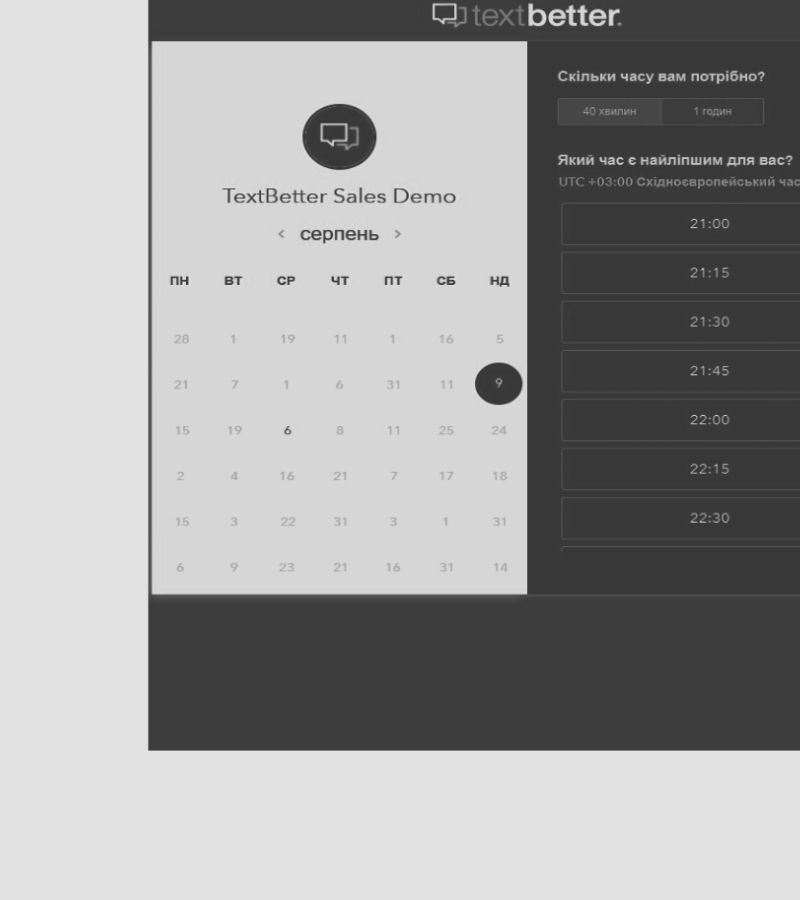 textbetter.
TextBetter Sales Demo
< серпень >
ПН ВТ СР ЧТ ПТ СБ НД
28 1 19 11 1 16 5
21 7 1 6 31 11 9
15 19 6 8 11 25 24
2 4 16 21 7 17 18
15 3 22 31 3 1 31
6 9 23 21 16 31 14
Скільки часу вам потрібно?
40 хвилин 1 годин
Який час є найліпшим для вас?
UTC +03:00 Східноєвропейський час
21:00
21:15
21:30
21:45
22:00
22:15
22:30